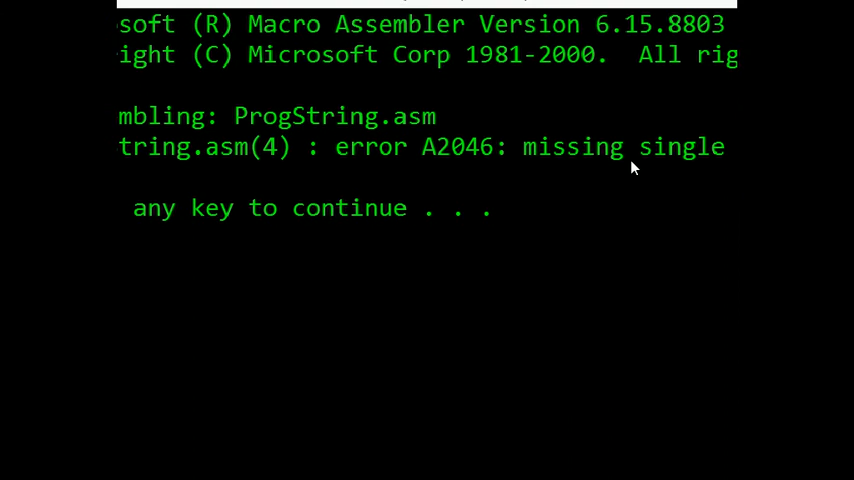 soft (R) Macro Assembler Version 6.15.8803
ight (C) Microsoft Corp 1981-2000.  All rig
mbling: ProgString.asm
tring.asm(4) : error A2046: missing single
any key to continue . . .